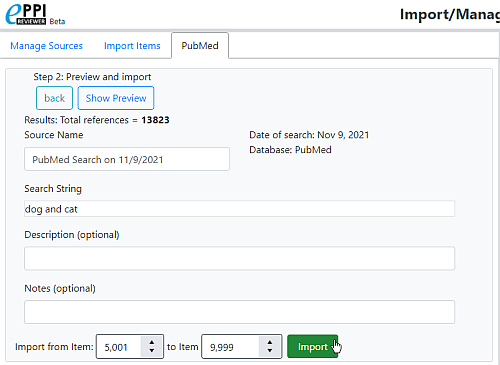 ePPI
REVIEWER Beta
Import/Manag
Manage Sources Import Items PubMed
Step 2: Preview and import
back Show Preview
Results: Total references = 13823
Source Name Date of search: Nov 9, 2021
Database: PubMed
PubMed Search on 11/9/2021
Search String
dog and cat
Description (optional)
Notes (optional)
Import from Item: 5,001 to Item 9,999 Import